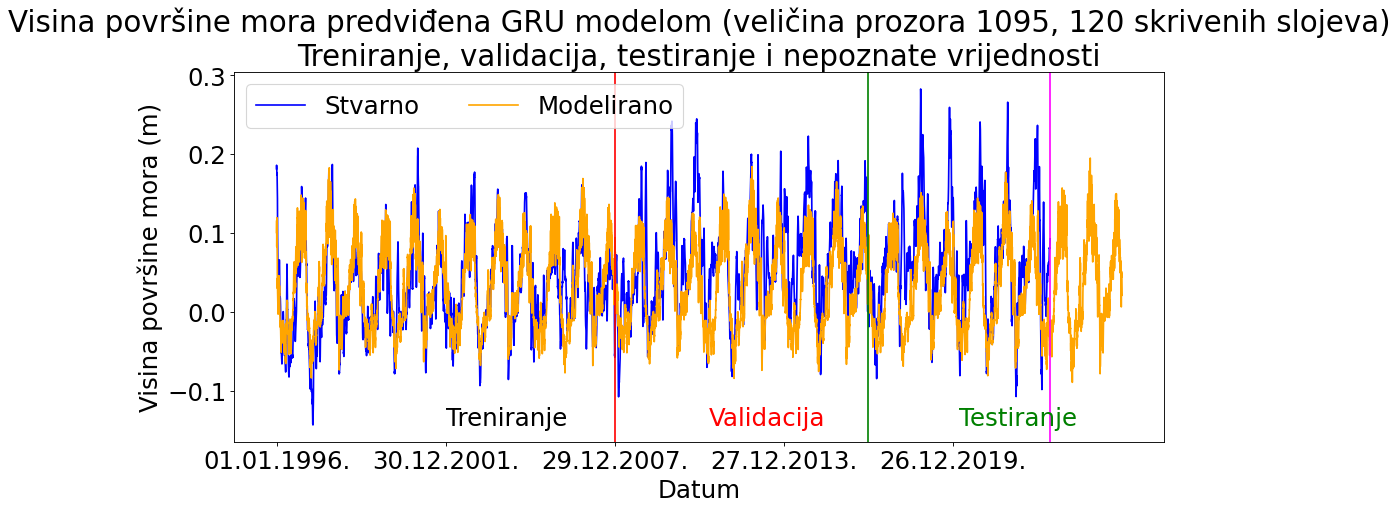 Visina površine mora predviđena GRU modelom (veličina prozora 1095, 120 skrivenih slojeva)
Treniranje, validacija, testiranje i nepoznate vrijednosti
Stvarno
Modelirano
Visina površine mora (m)
0.3
0.2
0.1
0.0
−0.1
Treniranje
Validacija
Testiranje
01.01.1996.
30.12.2001.
29.12.2007.
27.12.2013.
26.12.2019.
Datum